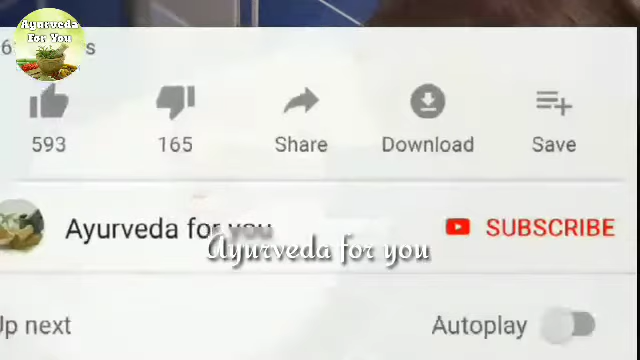 Ayurveda
For You
593
165
Share
Download
Save
Ayurveda for you
SUBSCRIBE
Ayurveda for you
Up next
Autoplay